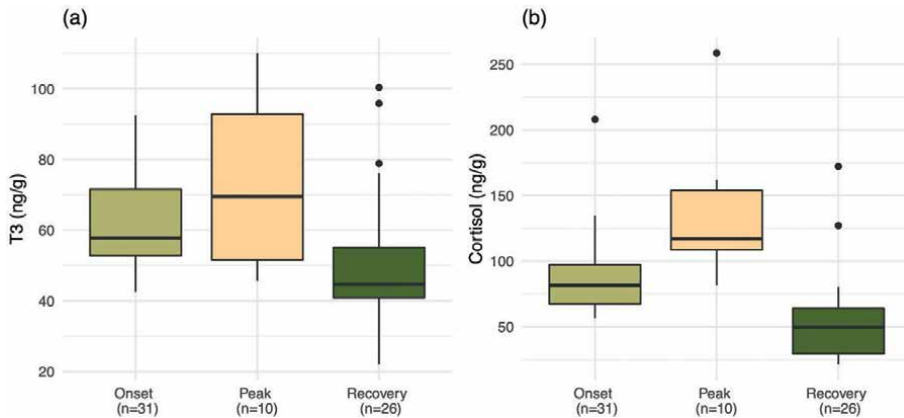 (a)
T3 (ng/g)
100
80
60
40
20
Onset
(n=31)
Peak
(n=10)
Recovery
(n=26)
(b)
Cortisol (ng/g)
250
200
150
100
50
Onset
(n=31)
Peak
(n=10)
Recovery
(n=26)